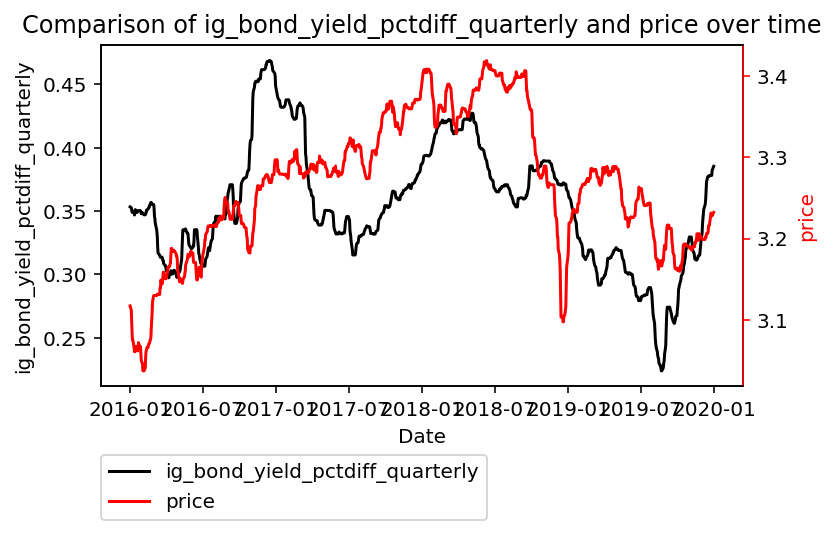 Comparison of ig_bond_yield_pctdiff_quarterly and price over time
ig_bond_yield_pctdiff_quarterly
0.45
0.40
0.35
0.30
0.25
3.4
3.3
3.2
3.1
price
2016-01 2016-07 2017-01 2017-07 2018-01 2018-07 2019-01 2019-07 2020-01
Date
ig_bond_yield_pctdiff_quarterly
price